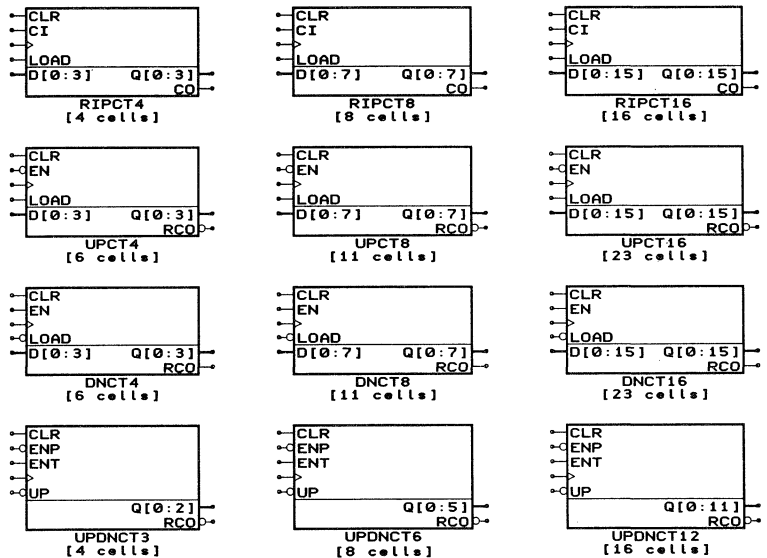 CLR
CI
LOAD
D[0:3] Q[0:3]
CO
RIPCT4
[4 cells]
CLR
CI
LOAD
D[0:7] Q[0:7]
CO
RIPCT8
[8 cells]
CLR
CI
LOAD
D[0:15] Q[0:15]
CO
RIPCT16
[16 cells]
CLR
EN
LOAD
D[0:3] Q[0:3]
RCO
UPCT4
[6 cells]
CLR
EN
LOAD
D[0:7] Q[0:7]
RCO
UPCT8
[11 cells]
CLR
EN
LOAD
D[0:15] Q[0:15]
RCO
UPCT16
[23 cells]
CLR
EN
LOAD
D[0:3] Q[0:3]
RCO
DNCT4
[6 cells]
CLR
EN
LOAD
D[0:7] Q[0:7]
RCO
DNCT8
[11 cells]
CLR
EN
LOAD
D[0:15] Q[0:15]
RCO
DNCT16
[23 cells]
CLR
ENP
ENT
UP
Q[0:2]
RCO
UPDNCT3
[4 cells]
CLR
ENP
ENT
UP
Q[0:5]
RCO
UPDNCT6
[8 cells]
CLR
ENP
ENT
UP
Q[0:11]
RCO
UPDNCT12
[16 cells]